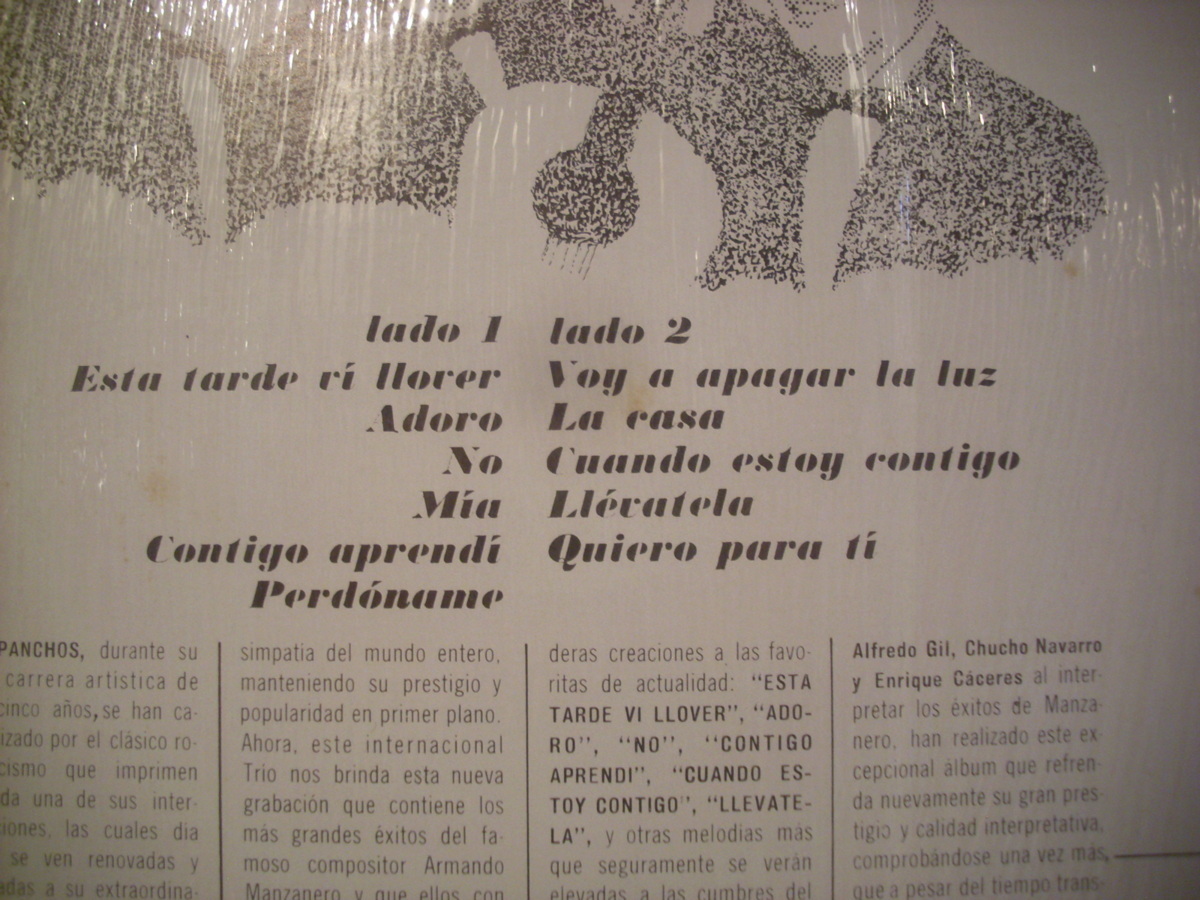 lado 1
Esta tarde ví llover
Adoro
No
Mía
Contigo aprendí
Perdóname
lado 2
Voy a apagar la luz
La casa
Cuando estoy contigo
Llévatela
Quiero para tí
PANCHOS, durante su
carrera artistica de
cinco años, se han ca-
izado por el clásico ro-
cismo que imprimen
da una de sus inter-
iones, las cuales dia
se ven renovadas y
adas a su extraordina-
simpatia del mundo entero,
manteniendo su prestigio y
popularidad en primer plano.
Ahora, este internacional
Trio nos brinda esta nueva
grabación que contiene los
más grandes éxitos del fa-
moso compositor Armando
Manzanero y que ellos con
deras creaciones a las favo-
ritas de actualidad: "ESTA
TARDE VI LLOVER", "ADO-
RO", "NO", "CONTIGO
APRENDI", "CUANDO ES-
TOY CONTIGO", "LLEVATE-
LA", y otras melodias más
que seguramente se verán
elevadas a las cumbres del
Alfredo Gil, Chucho Navarro
y Enrique Cáceres al inter-
pretar los éxitos de Manza-
nero, han realizado este ex-
cepcional álbum que refren-
da nuevamente su gran pres-
tigio y calidad interpretativa,
comprobándose una vez más,
que a pesar del tiempo trans-